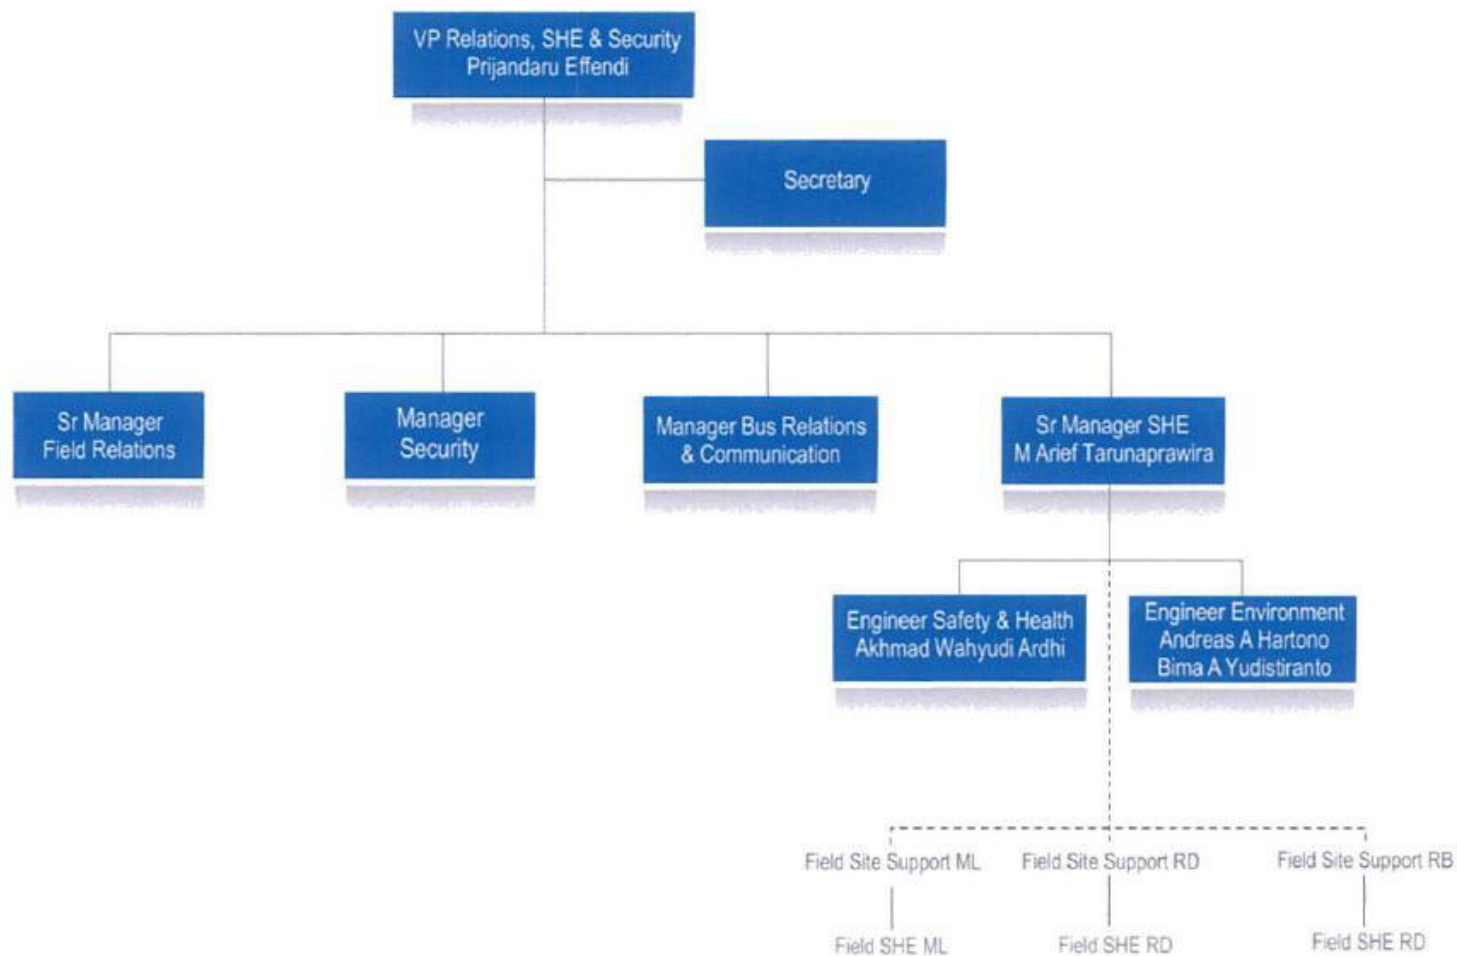 VP Relations, SHE & Security
Prijandaru Effendi
Secretary
Sr Manager
Field Relations
Manager
Security
Manager Bus Relations
& Communication
Sr Manager SHE
M Arief Tarunaprawira
Engineer Safety & Health
Akhmad Wahyudi Ardhi
Engineer Environment
Andreas A Hartono
Bima A Yudistiranto
Field Site Support ML
Field Site Support RD
Field Site Support RB
Field SHE ML
Field SHE RD
Field SHE RD